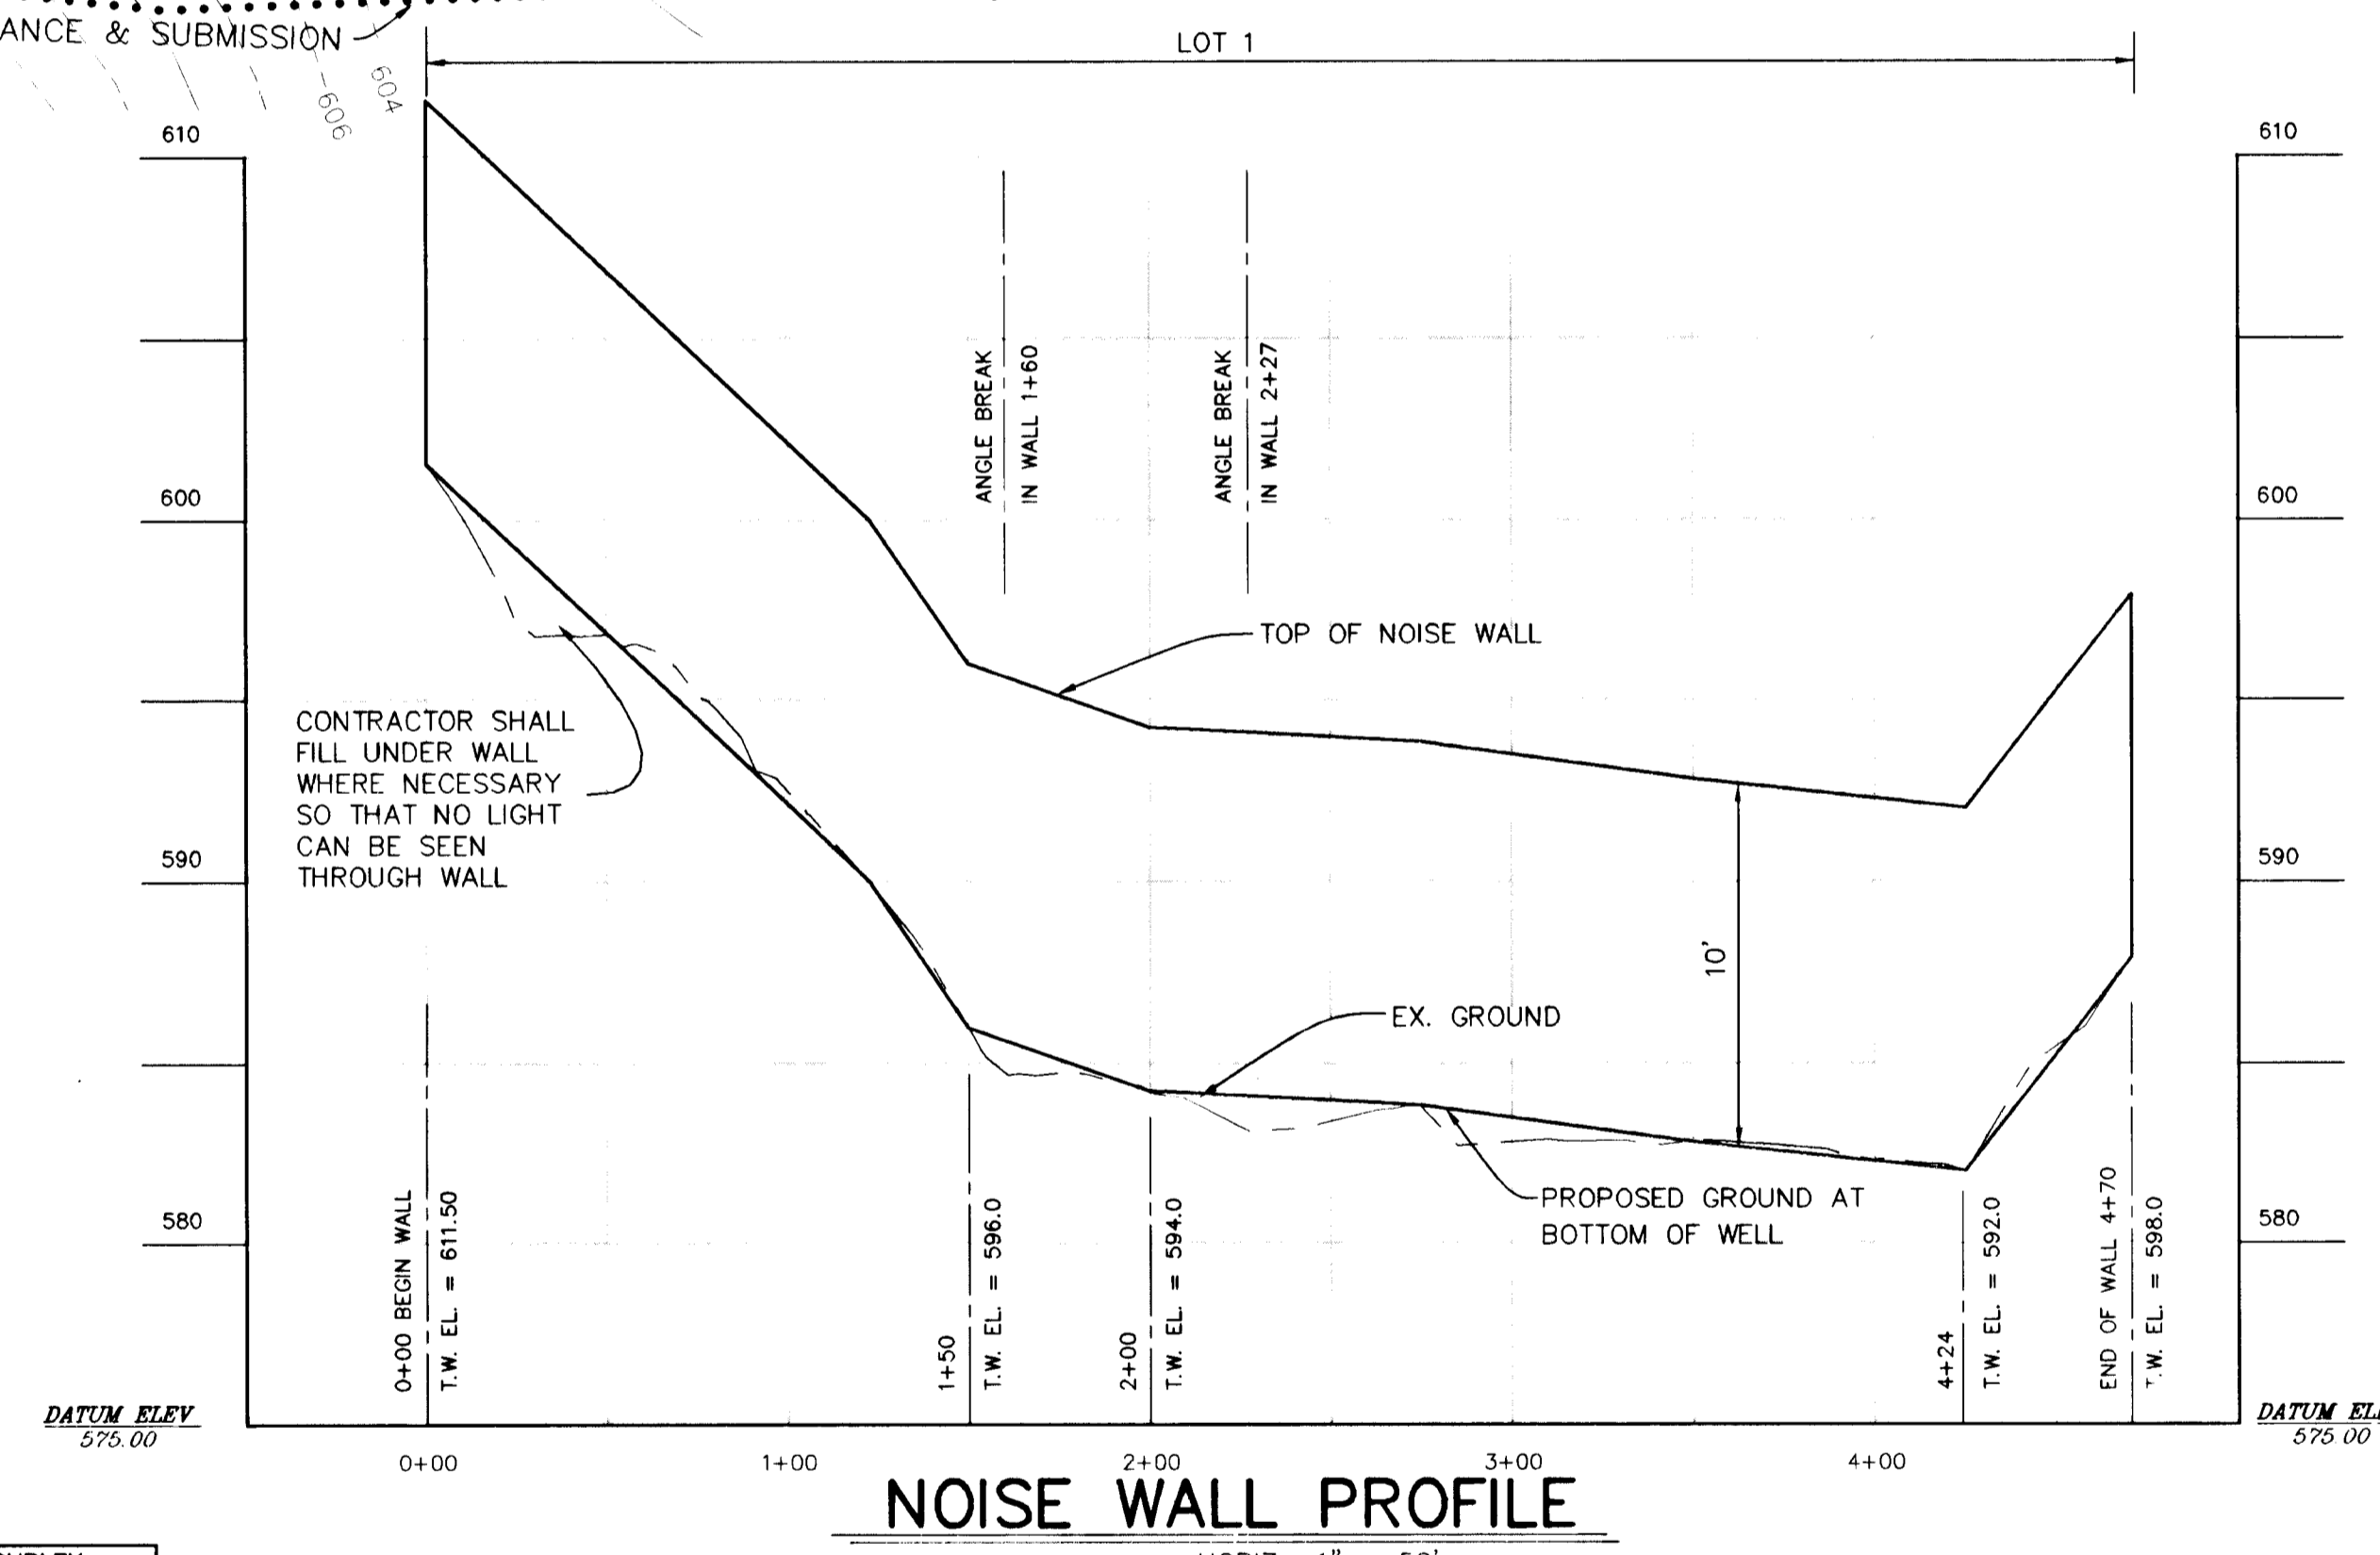 ANCE & SUBMISSION
606
604
LOT 1
610
610
600
600
590
590
580
580
ANGLE BREAK
IN WALL 1+60
ANGLE BREAK
IN WALL 2+27
TOP OF NOISE WALL
CONTRACTOR SHALL
FILL UNDER WALL
WHERE NECESSARY
SO THAT NO LIGHT
CAN BE SEEN
THROUGH WALL
10'
EX. GROUND
PROPOSED GROUND AT
BOTTOM OF WELL
0+00 BEGIN WALL
T.W. EL. = 611.50
1+50
T.W. EL. = 596.0
2+00
T.W. EL. = 594.0
4+24
T.W. EL. = 592.0
END OF WALL 4+70
T.W. EL. = 598.0
DATUM ELEV
575.00
DATUM EL
575.00
0+00
1+00
2+00
3+00
4+00
NOISE WALL PROFILE